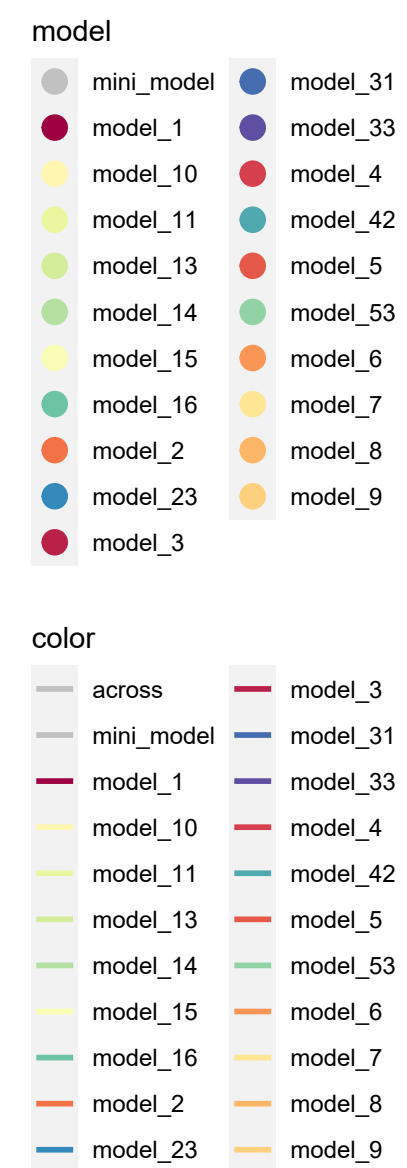 model
mini_model
model_1
model_10
model_11
model_13
model_14
model_15
model_16
model_2
model_23
model_3
model_31
model_33
model_4
model_42
model_5
model_53
model_6
model_7
model_8
model_9
color
across
mini_model
model_1
model_10
model_11
model_13
model_14
model_15
model_16
model_2
model_23
model_3
model_31
model_33
model_4
model_42
model_5
model_53
model_6
model_7
model_8
model_9